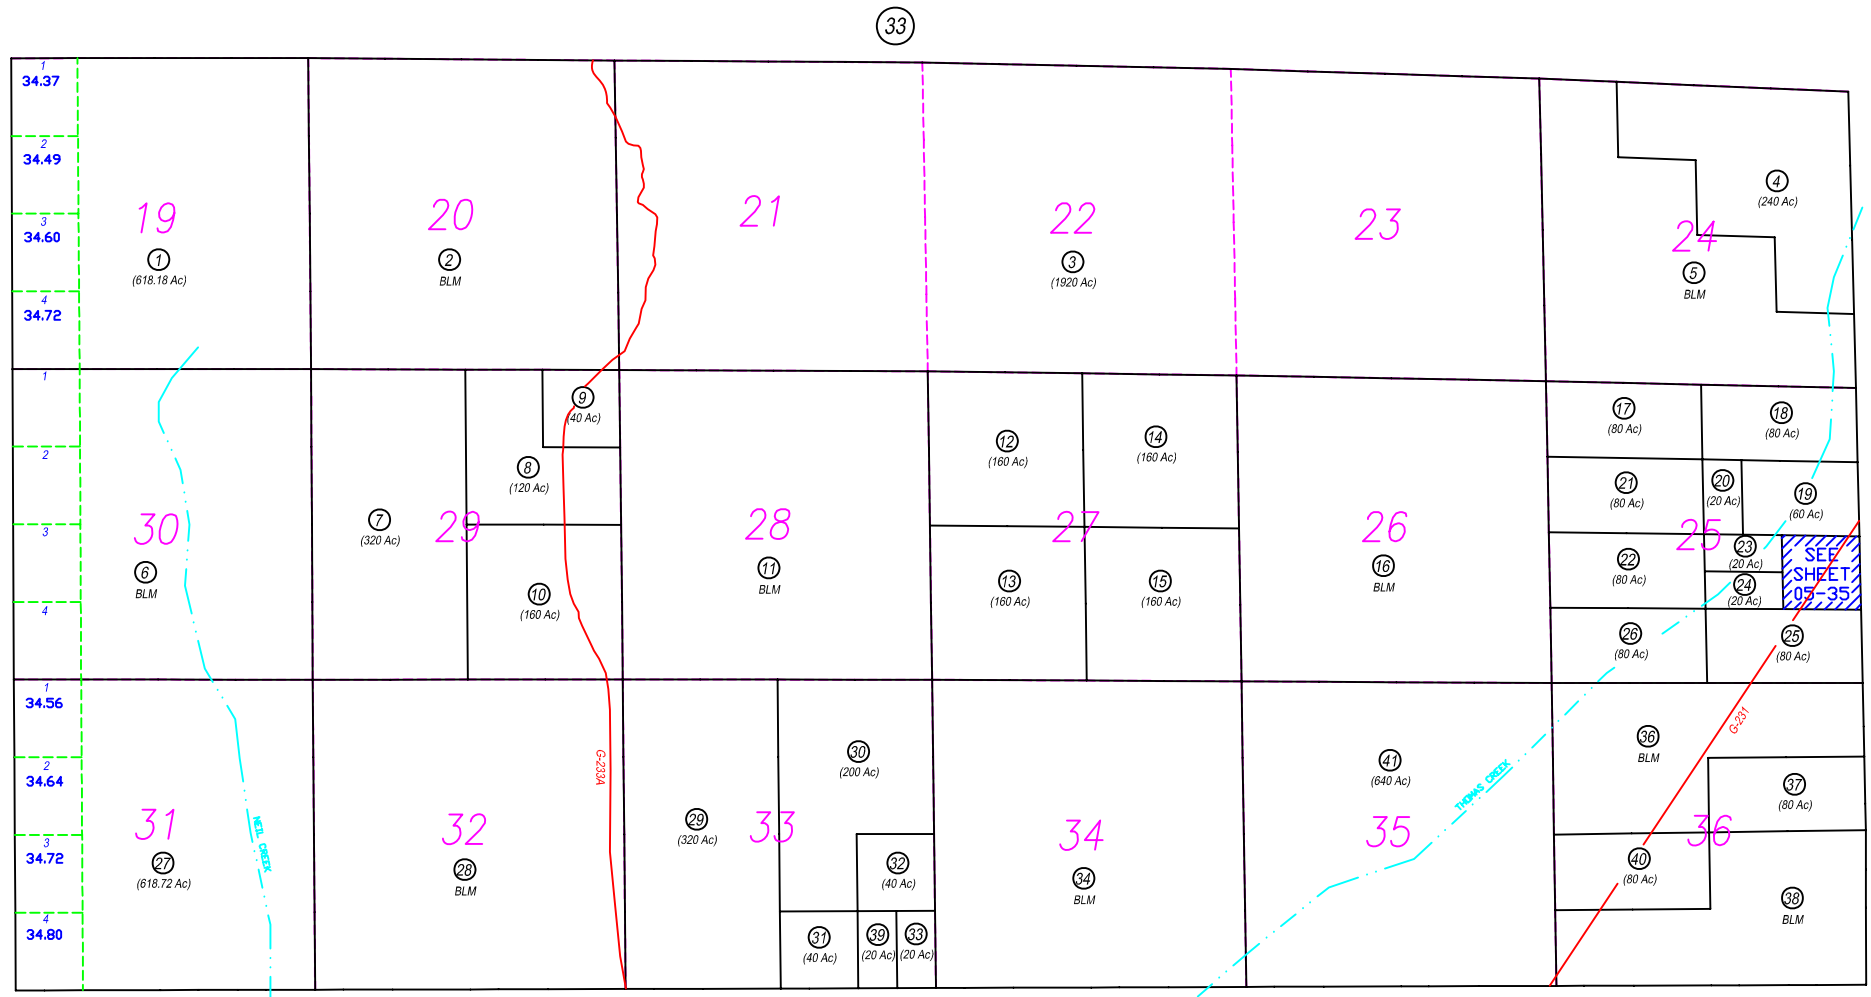 33
1
34.37
2
34.49
3
34.60
4
34.72
19
1
(618.18 Ac)
20
2
BLM
21
22
3
(1920 Ac)
23
24
4
(240 Ac)
5
BLM
1
2
3
4
30
6
BLM
29
7
(320 Ac)
8
(120 Ac)
9
(40 Ac)
10
(160 Ac)
28
11
BLM
27
12
(160 Ac)
14
(160 Ac)
13
(160 Ac)
15
(160 Ac)
26
16
BLM
25
17
(80 Ac)
18
(80 Ac)
21
(80 Ac)
20
(20 Ac)
19
(60 Ac)
22
(80 Ac)
23
(20 Ac)
24
(20 Ac)
SEE
SHEET
05-35
26
(80 Ac)
25
(80 Ac)
1
34.56
2
34.64
3
34.72
4
34.80
31
27
(618.72 Ac)
NEIL CREEK
32
28
BLM
G-233A
33
29
(320 Ac)
30
(200 Ac)
32
(40 Ac)
31
(40 Ac)
39
(20 Ac)
33
(20 Ac)
34
34
BLM
35
41
(640 Ac)
THOMAS CREEK
36
36
BLM
G-231
37
(80 Ac)
40
(80 Ac)
38
BLM